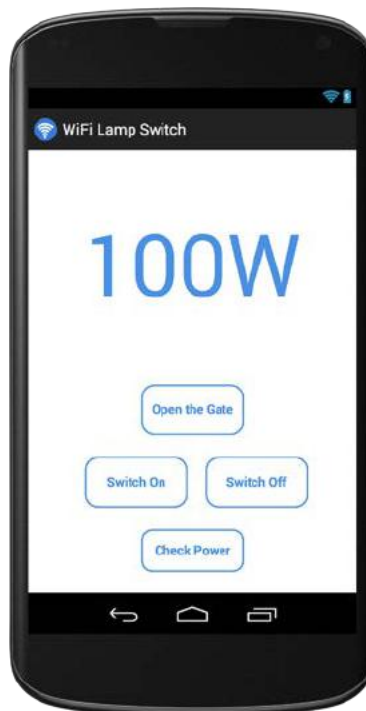 WiFi Lamp Switch
100W
Open the Gate
Switch On
Switch Off
Check Power